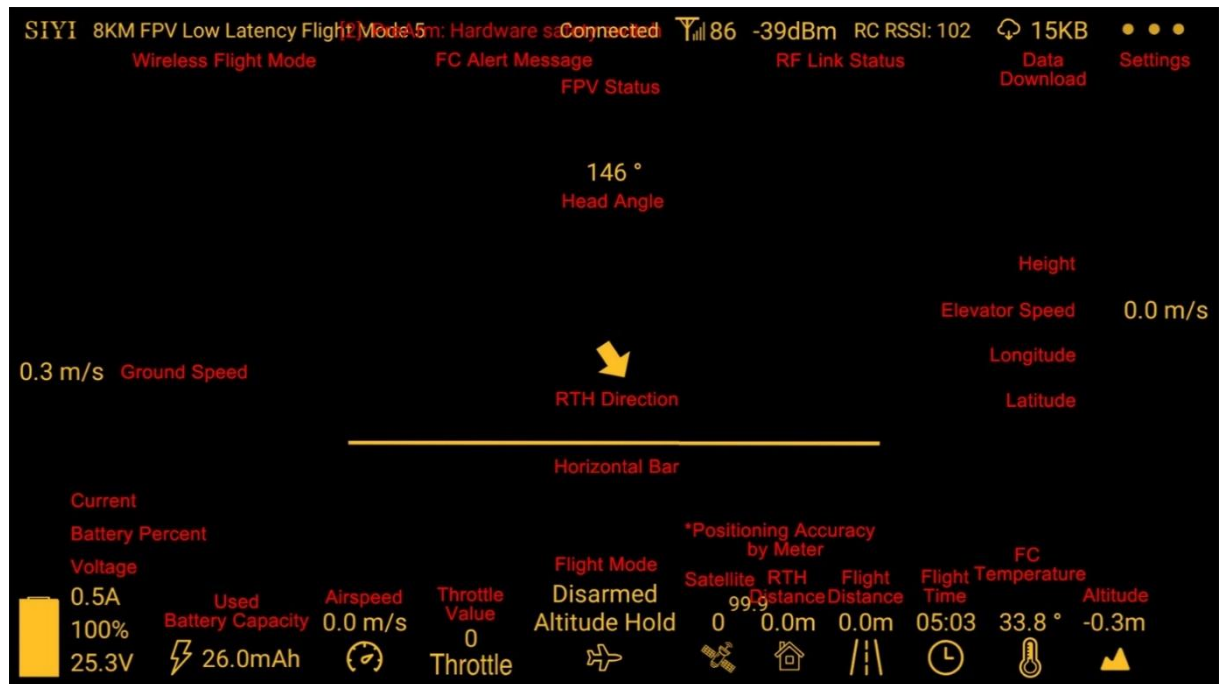 SIYI 8KM FPV Low Latency Flight Mode 5 Connected 86 -39dBm RC RSSI: 102 15KB
Wireless Flight Mode FC Alert Message RF Link Status Data Download Settings
FPV Status
146 °
Head Angle
Height
Elevator Speed 0.0 m/s
0.3 m/s Ground Speed
Longitude
RTH Direction
Latitude
Horizontal Bar
Current
Battery Percent
Voltage
0.5A
100%
25.3V
Used
Battery Capacity
26.0mAh
Airspeed
0.0 m/s
Throttle
Value
0
Throttle
Flight Mode
Disarmed
Altitude Hold
*Positioning Accuracy
by Meter
Satellite
99.9
0
RTH
Distance
0.0m
Flight
Distance
0.0m
Flight
Time
05:03
FC
Temperature
33.8 °
Altitude
-0.3m